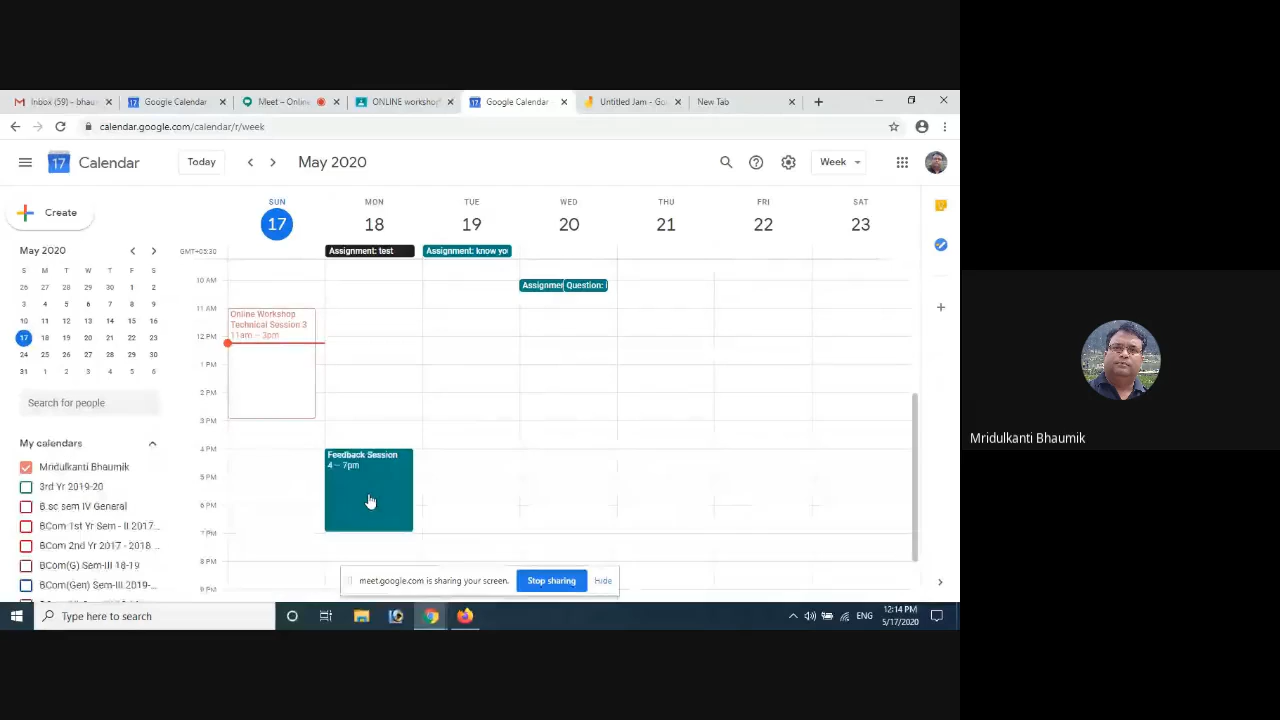 Inbox (59) – bhau
Google Calendar
Meet – Onlin
ONLINE workshop
Google Calendar
Untitled Jam - Go
New Tab
calendar.google.com/calendar/r/week
17
Calendar
Today
May 2020
Week
Create
SUN
MON
TUE
WED
THU
FRI
SAT
17
18
19
20
21
22
23
May 2020
GMT+05:30
Assignment: test
Assignment: know yo
S M T W T F S
26 27 28 29 30 1 2
3 4 5 6 7 8 9
10 11 12 13 14 15 16
17 18 19 20 21 22 23
24 25 26 27 28 29 30
31 1 2 3 4 5 6
10 AM
Assignmer
Question: i
11 AM
Online Workshop
Technical Session 3
11am – 3pm
12 PM
1 PM
2 PM
3 PM
4 PM
5 PM
6 PM
7 PM
8 PM
9 PM
Feedback Session
4 – 7pm
Search for people
My calendars
Mridulkanti Bhaumik
3rd Yr 2019-20
B sc sem IV General
BCom 1st Yr Sem - II 2017...
BCom 2nd Yr 2017 - 2018 ...
BCom(G) Sem-III 18-19
BCom(Gen) Sem-III 2019-...
meet.google.com is sharing your screen.
Stop sharing
Hide
Type here to search
ENG
12:14 PM
5/17/2020
Mridulkanti Bhaumik